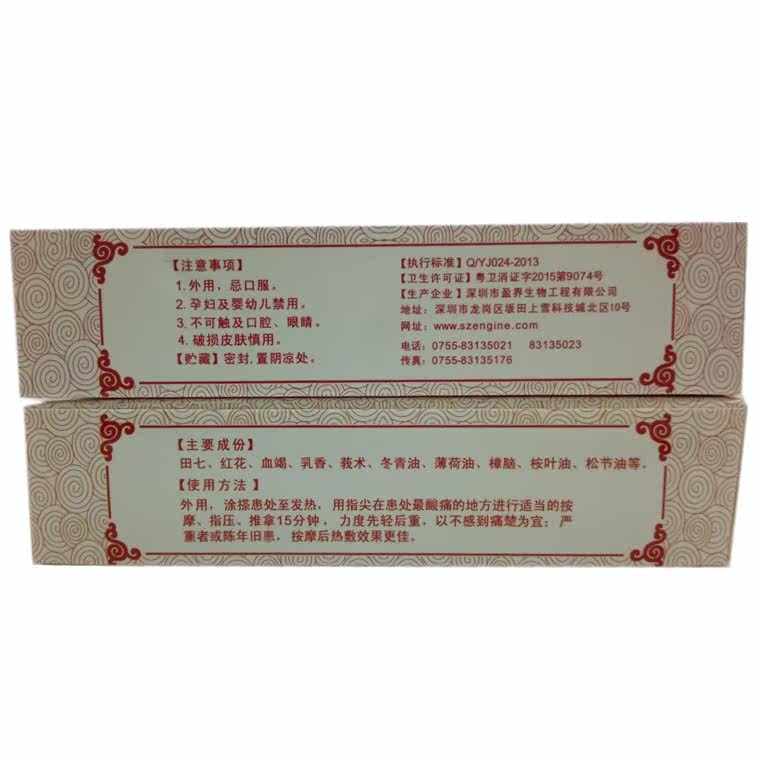 【注意事项】
1. 外用，忌口服。
2. 孕妇及婴幼儿禁用。
3. 不可触及口腔、眼睛。
4. 破损皮肤慎用。
【贮藏】密封，置阴凉处。
【执行标准】Q/YJ024-2013
【卫生许可证】粤卫消证字2015第9074号
【生产企业】深圳市盈界生物工程有限公司
地址：深圳市龙岗区坂田上雪科技城北区10号
网址：www.szengine.com
电话：0755-83135021 83135023
传真：0755-83135176
【主要成份】
田七、红花、血竭、乳香、莪术、冬青油、薄荷油、樟脑、桉叶油、松节油等。
【使用方法】
外用，涂搽患处至发热，用指尖在患处最酸痛的地方进行适当的按
摩、指压、推拿15分钟，力度先轻后重，以不感到痛楚为宜；严
重者或陈年旧患，按摩后热敷效果更佳。